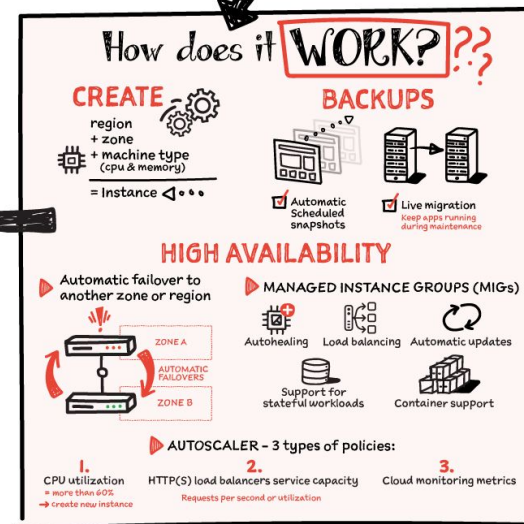 How does it WORK? ???
CREATE
region
+ zone
+ machine type
(cpu & memory)
= Instance
BACKUPS
Automatic
Scheduled
snapshots
Live migration
Keep apps running
during maintenance
HIGH AVAILABILITY
Automatic failover to
another zone or region
ZONE A
AUTOMATIC
FAILOVERS
ZONE B
MANAGED INSTANCE GROUPS (MIGs)
Autohealing
Load balancing
Automatic updates
Support for
stateful workloads
Container support
AUTOSCALER - 3 types of policies:
1.
CPU utilization
= more than 60%
→ create new instance
2.
HTTP(S) load balancers service capacity
Requests per second or utilization
3.
Cloud monitoring metrics